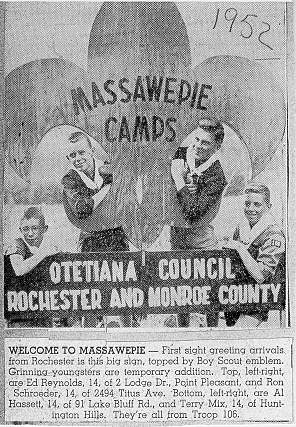 1952
MASSAWEPIE
CAMPS
OTETIANA COUNCIL
ROCHESTER AND MONROE COUNTY
WELCOME TO MASSAWEPIE — First sight greeting arrivals
from Rochester is this big sign, topped by Boy Scout emblem.
Grinning youngsters are temporary addition. Top, left-right,
are Ed Reynolds, 14, of 2 Lodge Dr., Point Pleasant, and Ron
Schroeder, 14, of 2494 Titus Ave. Bottom, left-right, are Al
Hassett, 14, of 91 Lake Bluff Rd., and Terry Mix, 14, of Hunt-
ington Hills. They're all from Troop 106.